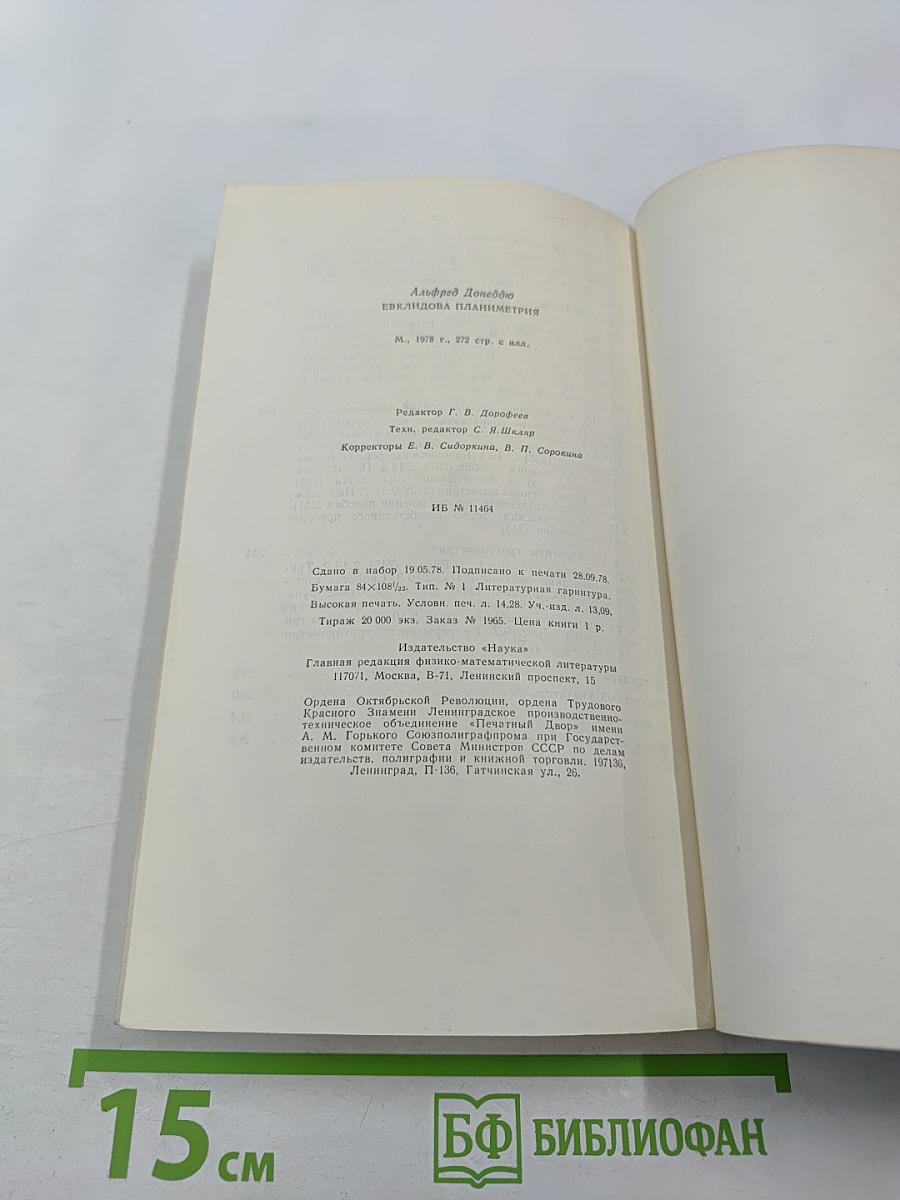 Альфред Донеддю
ЕВКЛИДОВА ПЛАНИМЕТРИЯ
М., 1978 г., 272 стр. с илл.
Редактор Г. В. Дорофеев
Техн. редактор С. Я. Шкляр
Корректоры Е. В. Сидоркина, В. П. Сорокина
ИБ № 11464
Сдано в набор 19.05.78. Подписано к печати 28.09.78.
Бумага 84×108¹/₃₂. Тип. № 1 Литературная гарнитура.
Высокая печать. Условн. печ. л. 14,28. Уч.-изд. л. 13,09.
Тираж 20 000 экз. Заказ № 1965. Цена книги 1 р.
Издательство «Наука»
Главная редакция физико-математической литературы
117071, Москва, В-71, Ленинский проспект, 15
Ордена Октябрьской Революции, ордена Трудового
Красного Знамени Ленинградское производственно-
техническое объединение «Печатный Двор» имени
А. М. Горького Союзполиграфпрома при Государст-
венном комитете Совета Министров СССР по делам
издательств, полиграфии и книжной торговли. 197136,
Ленинград, П-136, Гатчинская ул., 26.
15 см
БФ БИБЛИОФАН